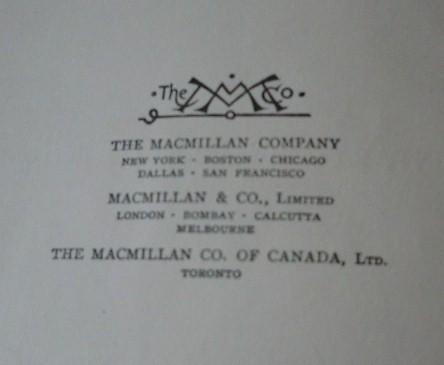 ·The MM Co·
THE MACMILLAN COMPANY
NEW YORK · BOSTON · CHICAGO
DALLAS · SAN FRANCISCO
MACMILLAN & CO., LIMITED
LONDON · BOMBAY · CALCUTTA
MELBOURNE
THE MACMILLAN CO. OF CANADA, LTD.
TORONTO